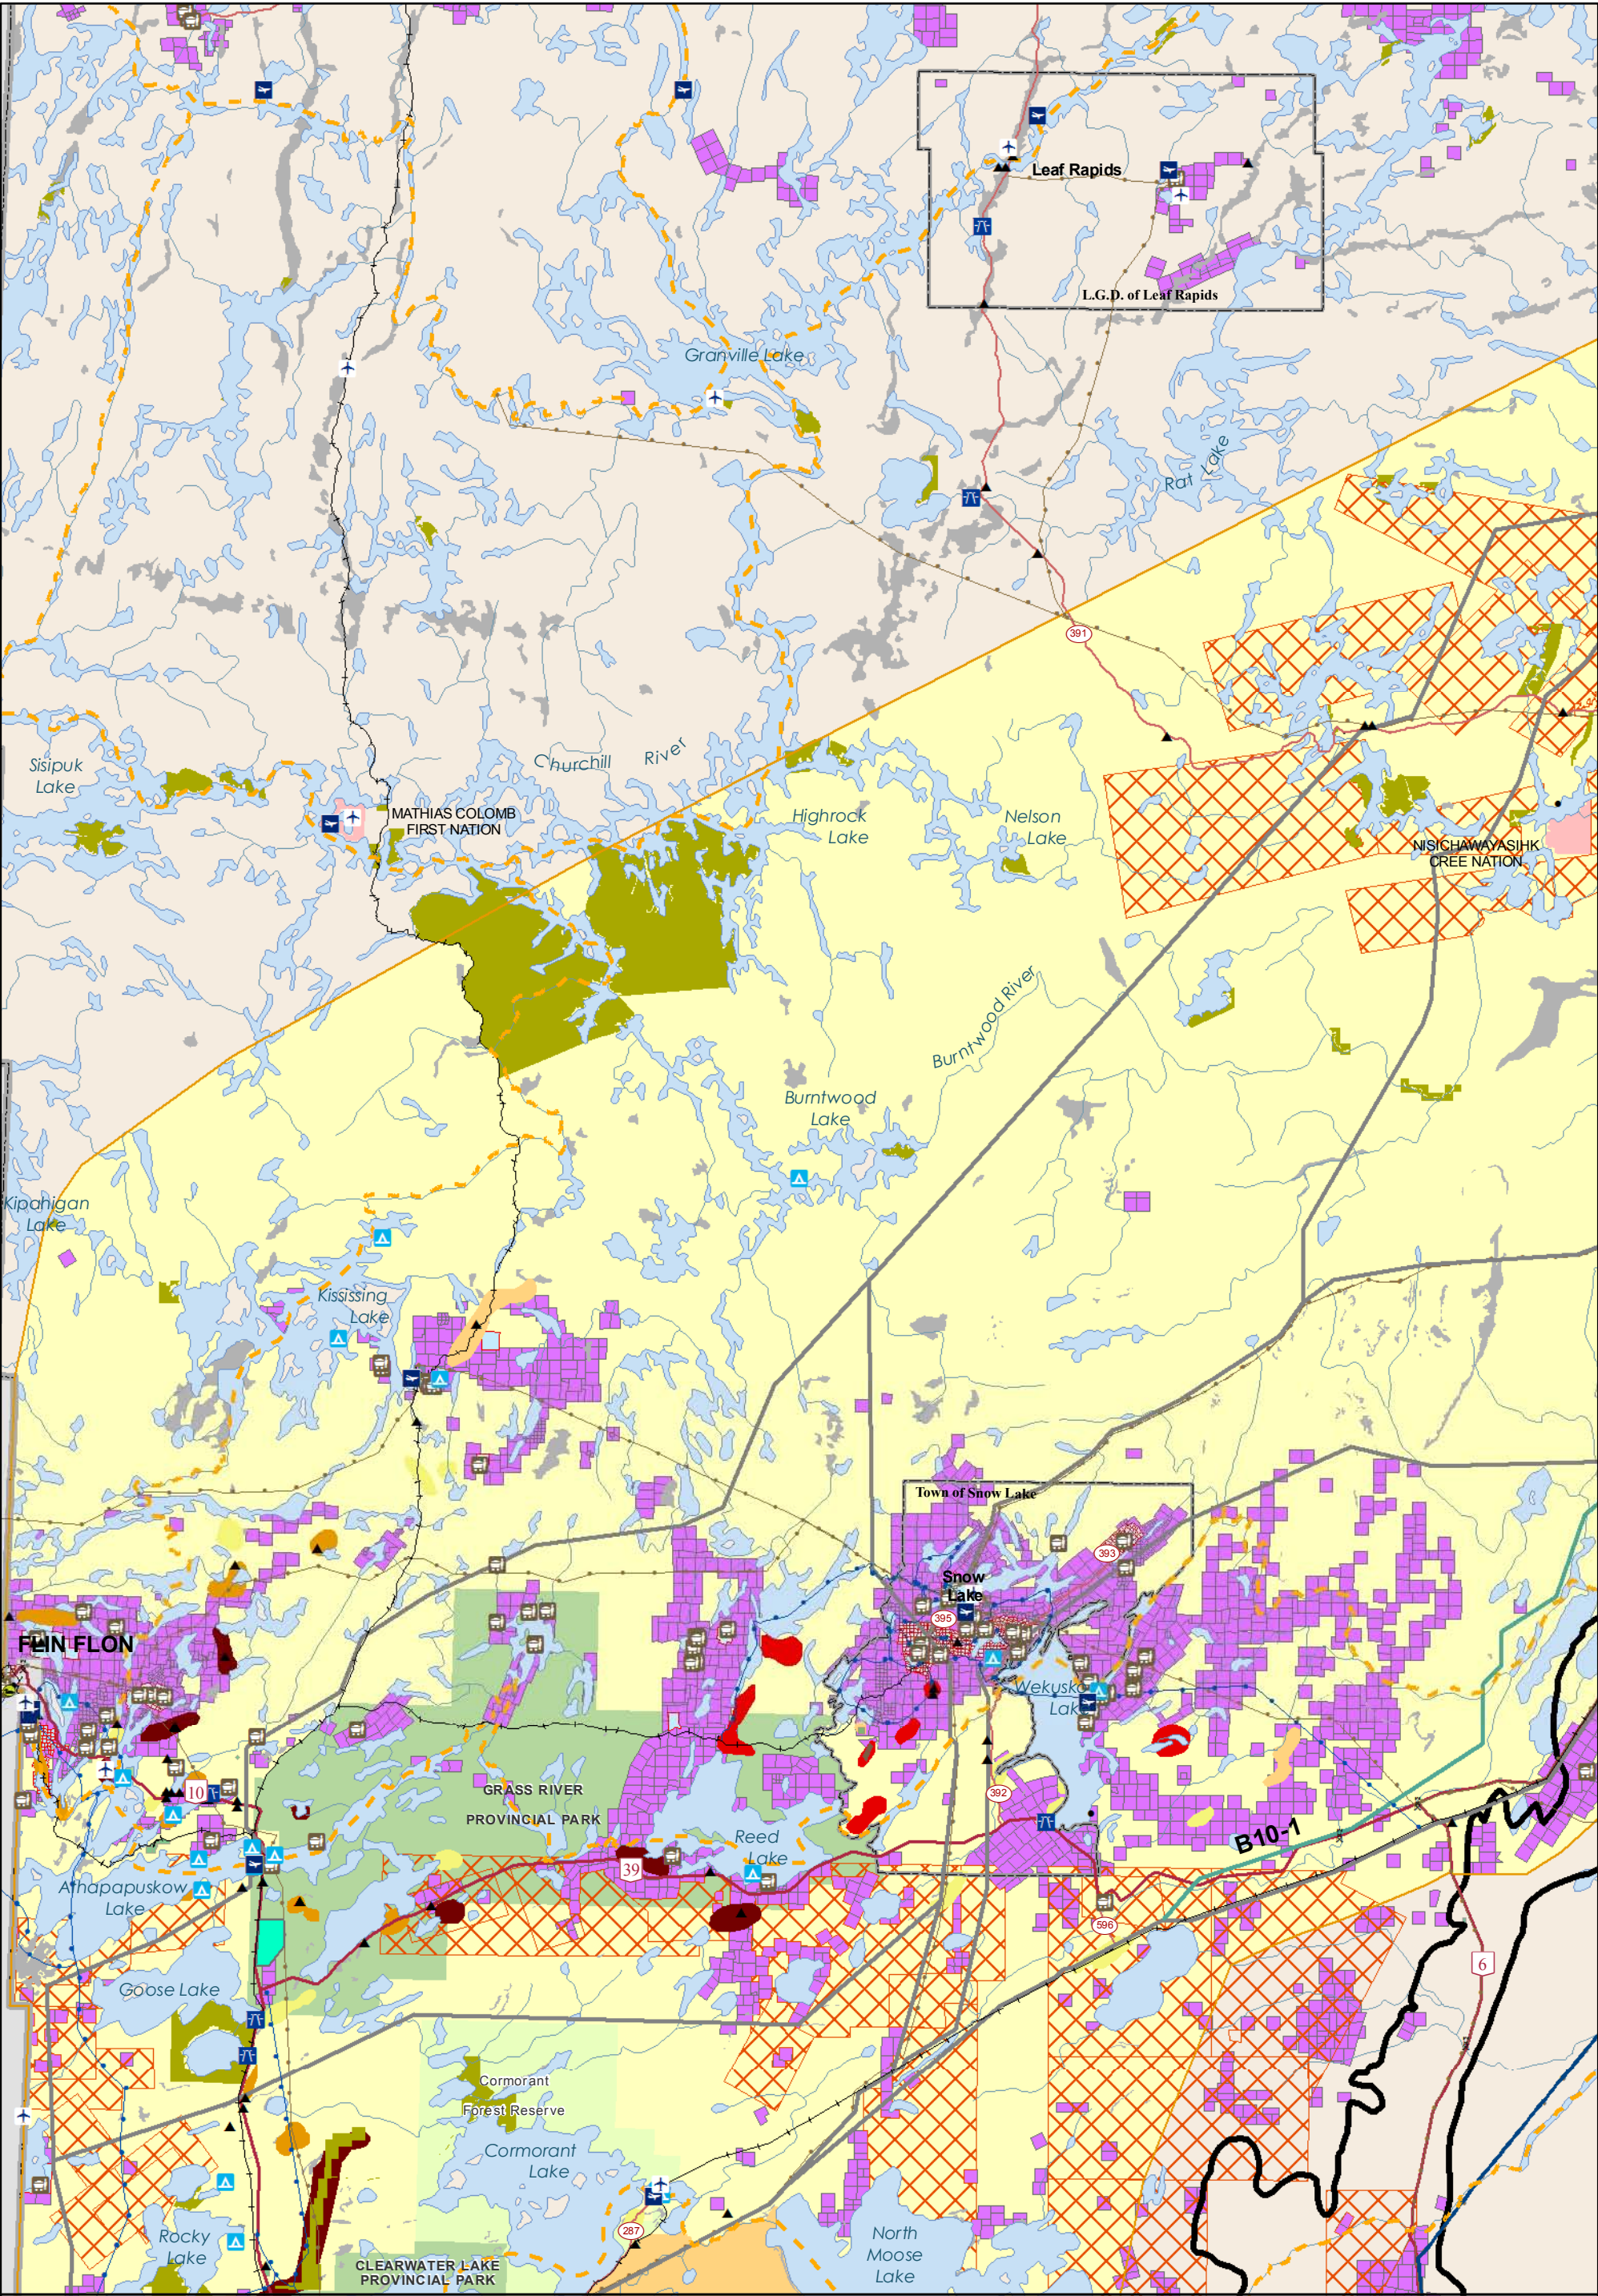 Leaf Rapids
L.G.D. of Leaf Rapids
Granville Lake
Rat Lake
391
Sisipuk
Lake
Churchill River
MATHIAS COLOMB
FIRST NATION
Highrock
Lake
Nelson
Lake
NISICHAWAYASIHK
CREE NATION
Burntwood River
Burntwood
Lake
Kipahigan
Lake
Kississing
Lake
Town of Snow Lake
393
Snow
Lake
395
FLIN FLON
Wekusko
Lake
10
GRASS RIVER
PROVINCIAL PARK
392
Reed
Lake
B10-1
39
Athapapuskow
Lake
596
6
Goose Lake
Cormorant
Forest Reserve
Cormorant
Lake
Rocky
Lake
287
North
Moose
Lake
CLEARWATER LAKE
PROVINCIAL PARK